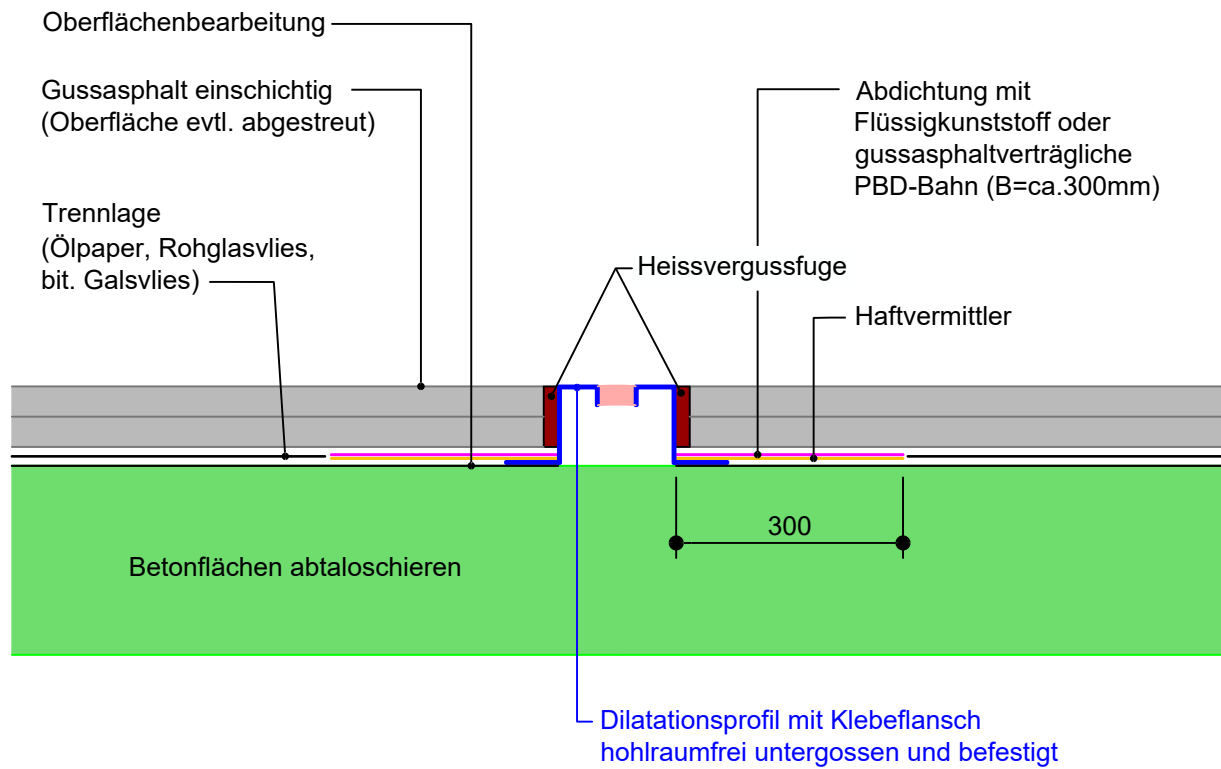 Oberflächenbearbeitung
Gussasphalt einschichtig
(Oberfläche evtl. abgestreut)
Trennlage
(Ölpaper, Rohglasvlies,
bit. Galsvlies)
Abdichtung mit
Flüssigkunststoff oder
gussasphaltverträgliche
PBD-Bahn (B=ca.300mm)
Heissvergussfuge
Haftvermittler
300
Betonflächen abtaloschieren
Dilatationsprofil mit Klebeflansch
hohlraumfrei untergossen und befestigt